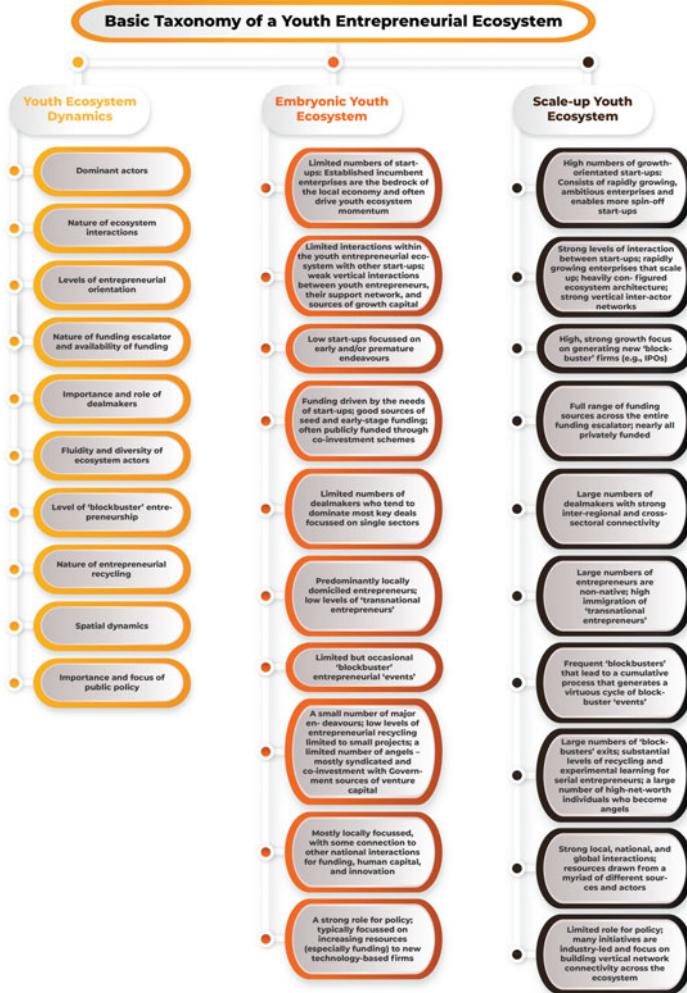 Basic Taxonomy of a Youth Entrepreneurial Ecosystem
Youth Ecosystem
Dynamics
Dominant actors
Nature of ecosystem
interactions
Levels of entrepreneurial
orientation
Nature of funding escalator
and availability of funding
Importance and role of
dealmakers
Fluidity and diversity of
ecosystem actors
Level of ‘blockbuster’ entre-
preneurship
Nature of entrepreneurial
recycling
Spatial dynamics
Importance and focus of
public policy
Embryonic Youth
Ecosystem
Limited numbers of start-
ups: Established incumbent
enterprises are the bedrock of
the local economy and often
drive youth ecosystem
momentum
Limited interactions within
the youth entrepreneurial eco-
system with other start-ups;
weak vertical interactions
between youth entrepreneurs,
their support network, and
sources of growth capital
Low start-ups focussed on
early and/or premature
endeavours
Funding driven by the needs
of start-ups; good sources of
seed and early-stage funding;
often publicly funded through
co-investment schemes
Limited numbers of
dealmakers who tend to
dominate most key deals
focussed on single sectors
Predominantly locally
domiciled entrepreneurs;
low levels of ‘transnational
entrepreneurs’
Limited but occasional
‘blockbuster’
entrepreneurial ‘events’
A small number of major
en- deavours; low levels of
entrepreneurial recycling
limited to small projects; a
limited number of angels –
mostly syndicated and
co-investment with Govern-
ment sources of venture
capital
Mostly locally focussed,
with some connection to
other national interactions
for funding, human capital,
and innovation
A strong role for policy;
typically focussed on
increasing resources
(especially funding) to new
technology-based firms
Scale-up Youth
Ecosystem
High numbers of growth-
orientated start-ups:
Consists of rapidly growing,
ambitious enterprises and
enables more spin-off
start-ups
Strong levels of interaction
between start-ups; rapidly
growing enterprises that scale
up; heavily con- figured
ecosystem architecture;
strong vertical inter-actor
networks
High, strong growth focus
on generating new ‘block-
buster’ firms (e.g., IPOs)
Full range of funding
sources across the entire
funding escalator; nearly all
privately funded
Large numbers of
dealmakers with strong
inter-regional and cross-
sectoral connectivity
Large numbers of
entrepreneurs are
non-native; high
immigration of
‘transnational
entrepreneurs’
Frequent ‘blockbusters’
that lead to a cumulative
process that generates a
virtuous cycle of block-
buster ‘events’
Large numbers of ‘block-
busters’ exits; substantial
levels of recycling and
experimental learning for
serial entrepreneurs; a large
number of high-net-worth
individuals who become
angels
Strong local, national, and
global interactions;
resources drawn from a
myriad of different sour-
ces and actors
Limited role for policy;
many initiatives are
industry-led and focus on
building vertical network
connectivity across the
ecosystem